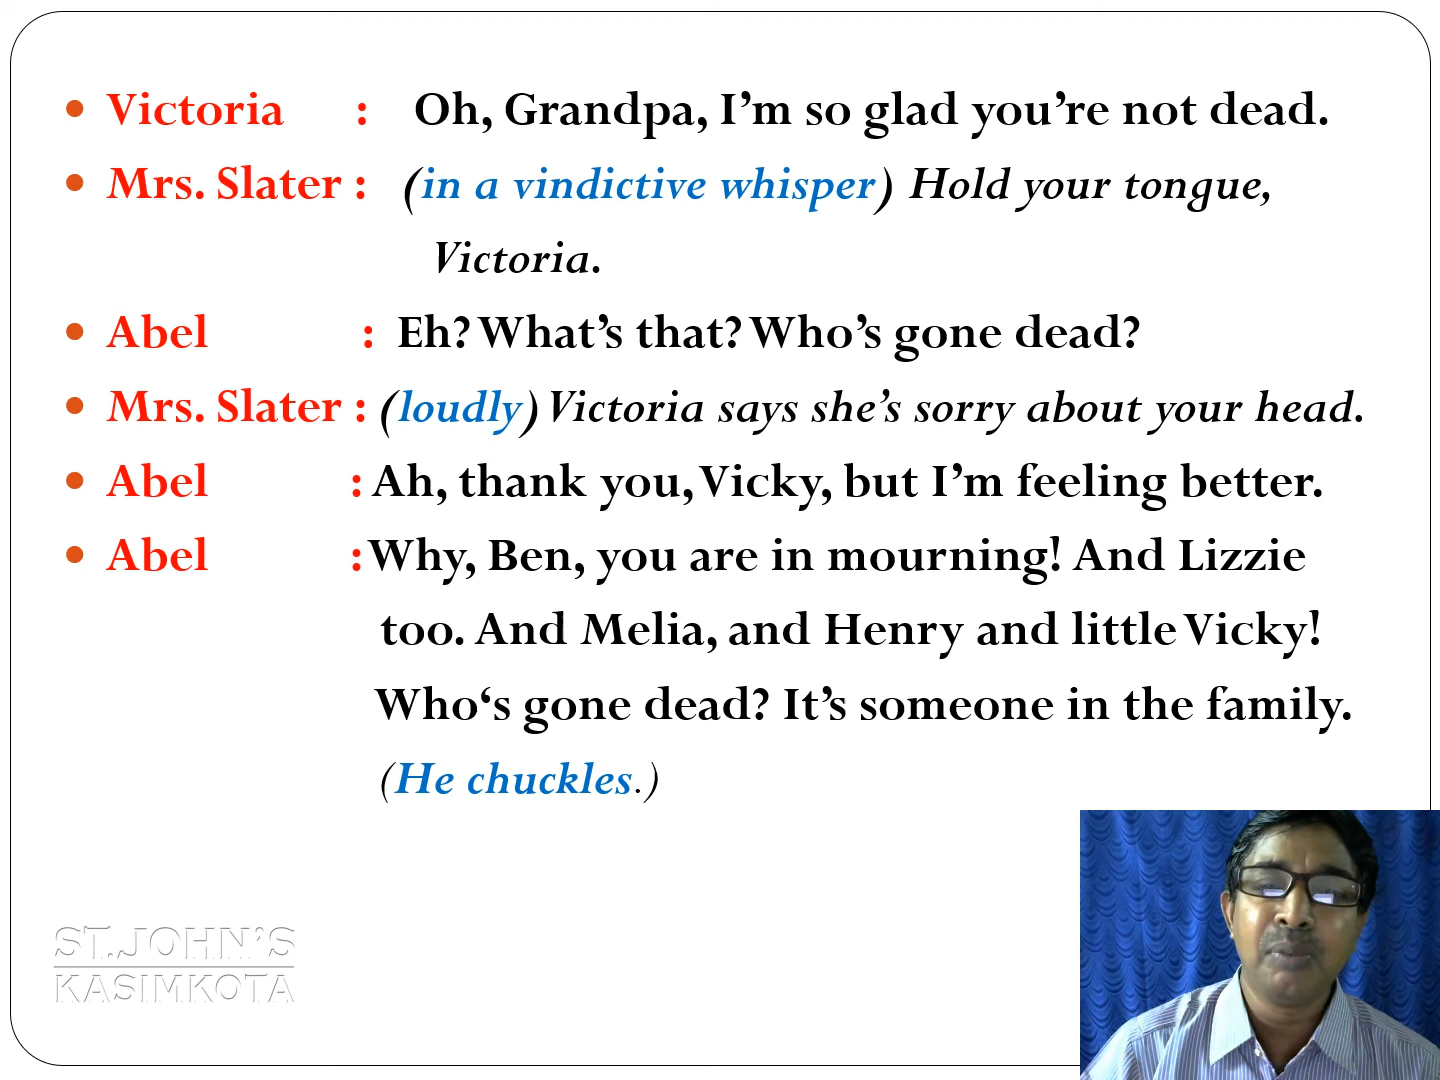 • Victoria : Oh, Grandpa, I’m so glad you’re not dead.
• Mrs. Slater : (in a vindictive whisper) Hold your tongue,
Victoria.
• Abel : Eh? What’s that? Who’s gone dead?
• Mrs. Slater : (loudly) Victoria says she’s sorry about your head.
• Abel : Ah, thank you, Vicky, but I’m feeling better.
• Abel : Why, Ben, you are in mourning! And Lizzie
too. And Melia, and Henry and little Vicky!
Who‘s gone dead? It’s someone in the family.
(He chuckles.)
ST.JOHN'S
KASIMKOTA